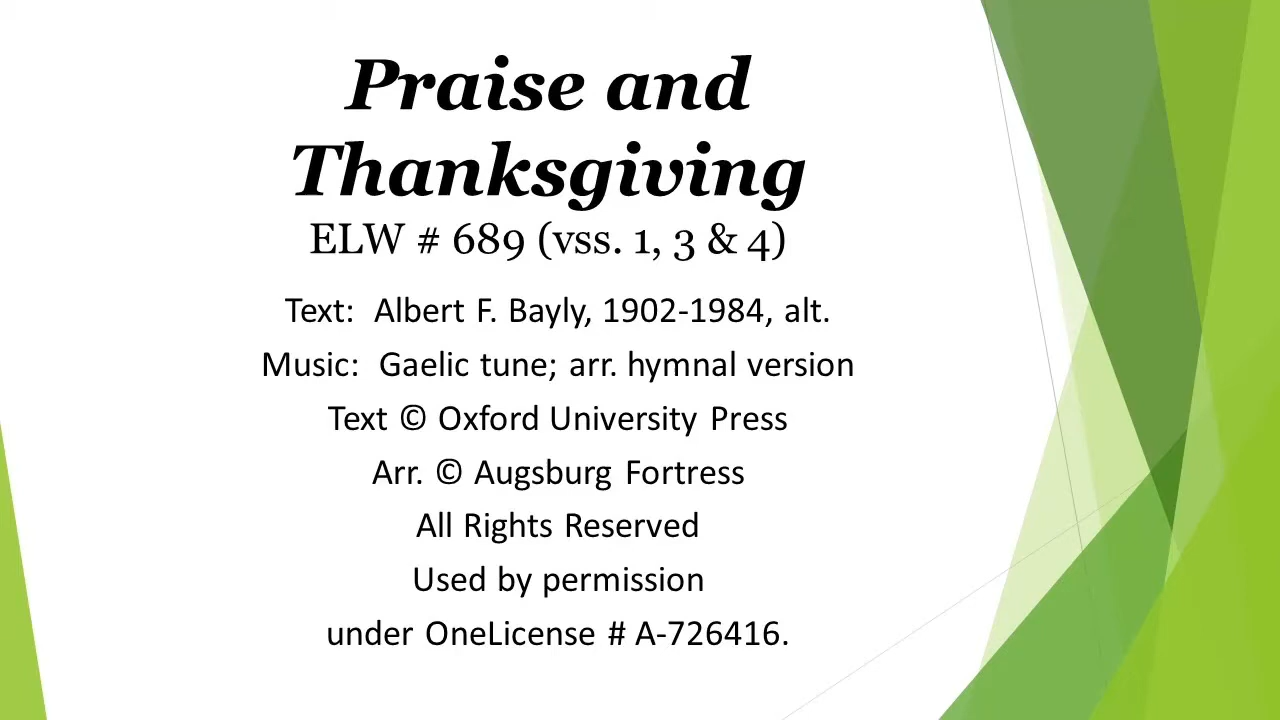 Praise and
Thanksgiving
ELW # 689 (vss. 1, 3 & 4)
Text:  Albert F. Bayly, 1902-1984, alt.
Music:  Gaelic tune; arr. hymnal version
Text © Oxford University Press
Arr. © Augsburg Fortress
All Rights Reserved
Used by permission
under OneLicense # A-726416.